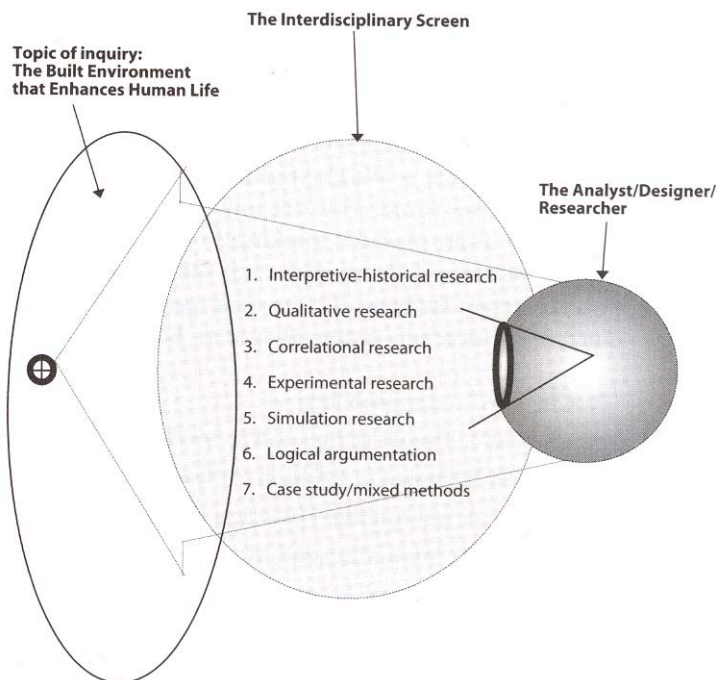 The Interdisciplinary Screen
Topic of inquiry:
The Built Environment
that Enhances Human Life
The Analyst/Designer/
Researcher
1. Interpretive-historical research
2. Qualitative research
3. Correlational research
4. Experimental research
5. Simulation research
6. Logical argumentation
7. Case study/mixed methods